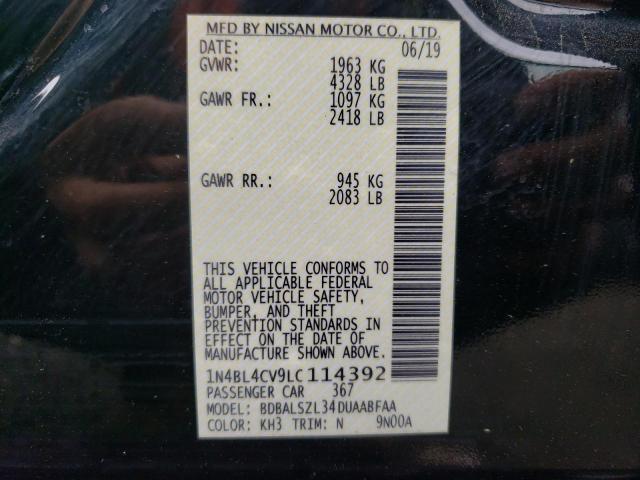 MFD BY NISSAN MOTOR CO., LTD.
DATE: 06/19
GVWR: 1963 KG
4328 LB
GAWR FR.: 1097 KG
2418 LB
GAWR RR.: 945 KG
2083 LB
THIS VEHICLE CONFORMS TO
ALL APPLICABLE FEDERAL
MOTOR VEHICLE SAFETY,
BUMPER, AND THEFT
PREVENTION STANDARDS IN
EFFECT ON THE DATE OF
MANUFACTURE SHOWN ABOVE.
1N4BL4CV9LC114392
PASSENGER CAR 367
MODEL: BDBALSZL34DUAABFAA
COLOR: KH3 TRIM: N 9N00A